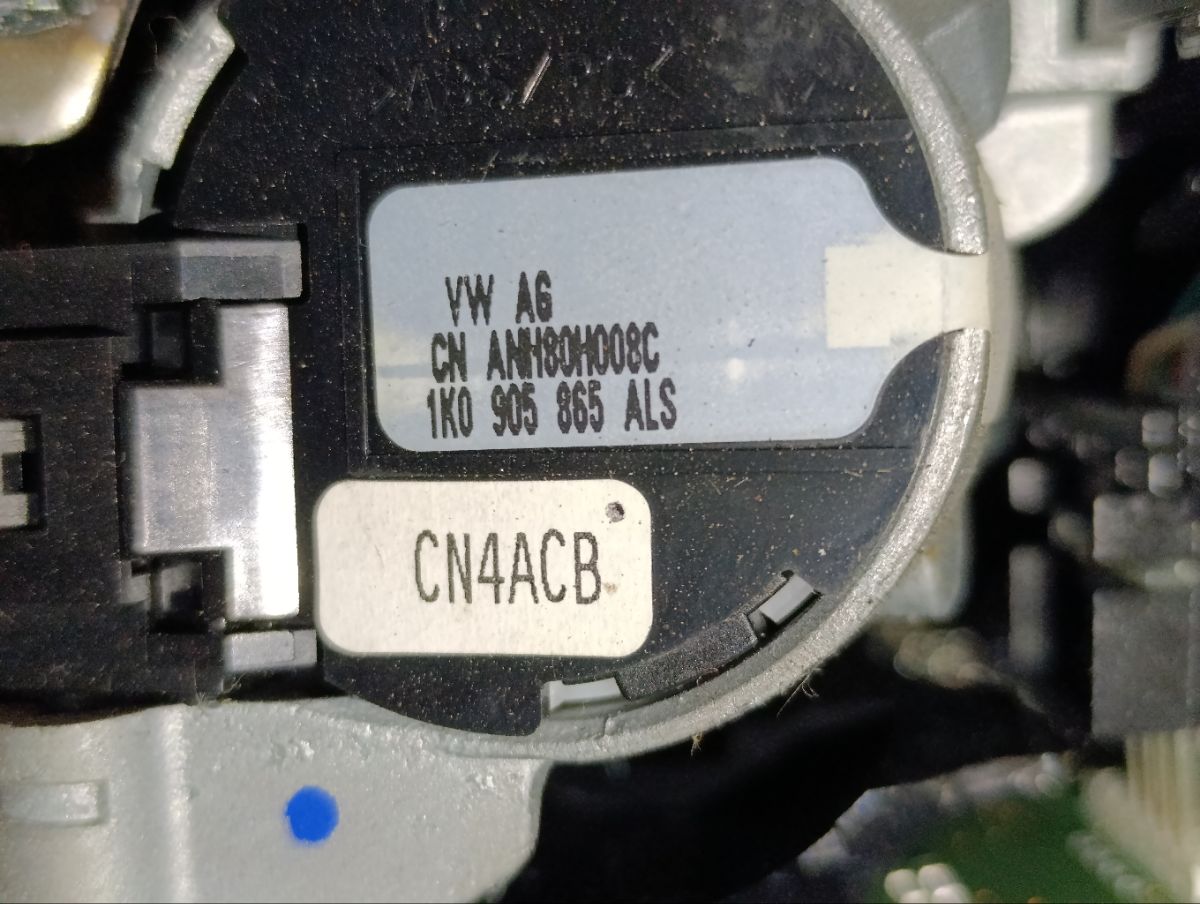 VW AG
CN ANH80H008C
1K0 905 865 ALS
CN4ACB